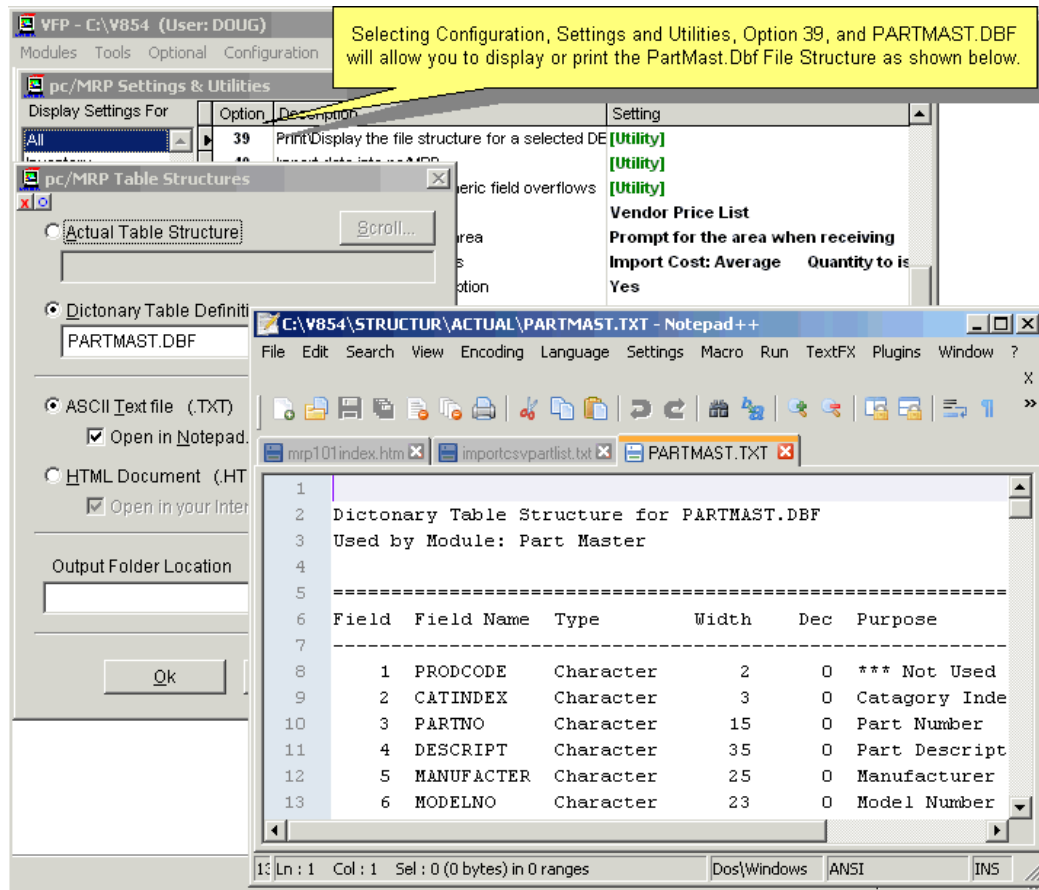 VFP - C:\V854 (User: DOUG)
Selecting Configuration, Settings and Utilities, Option 39, and PARTMAST.DBF
will allow you to display or print the PartMast.Dbf File Structure as shown below.
Modules Tools Optional Configuration
pc/MRP Settings & Utilities
Display Settings For Option Description Setting
All 39 Print\Display the file structure for a selected DE [Utility]
[Utility]
pc/MRP Table Structures
eric field overflows [Utility]
Vendor Price List
Actual Table Structure Scroll...
rea Prompt for the area when receiving
s Import Cost: Average Quantity to is
ption Yes
Dictonary Table Definiti
PARTMAST.DBF
ASCII Text file (.TXT)
Open in Notepad.
HTML Document (.HT
Open in your Inter
Output Folder Location
Ok
C:\V854\STRUCTUR\ACTUAL\PARTMAST.TXT - Notepad++
File Edit Search View Encoding Language Settings Macro Run TextFX Plugins Window ?
X
mrp101index.htm importcsvpartlist.txt PARTMAST.TXT
1
2 Dictonary Table Structure for PARTMAST.DBF
3 Used by Module: Part Master
4
5 ==============================================================
6 Field Field Name Type Width Dec Purpose
7 --------------------------------------------------------------
8 1 PRODCODE Character 2 0 *** Not Used
9 2 CATINDEX Character 3 0 Catagory Inde
10 3 PARTNO Character 15 0 Part Number
11 4 DESCRIPT Character 35 0 Part Descript
12 5 MANUFACTER Character 25 0 Manufacturer
13 6 MODELNO Character 23 0 Model Number
Ln : 1 Col : 1 Sel : 0 (0 bytes) in 0 ranges Dos\Windows ANSI INS